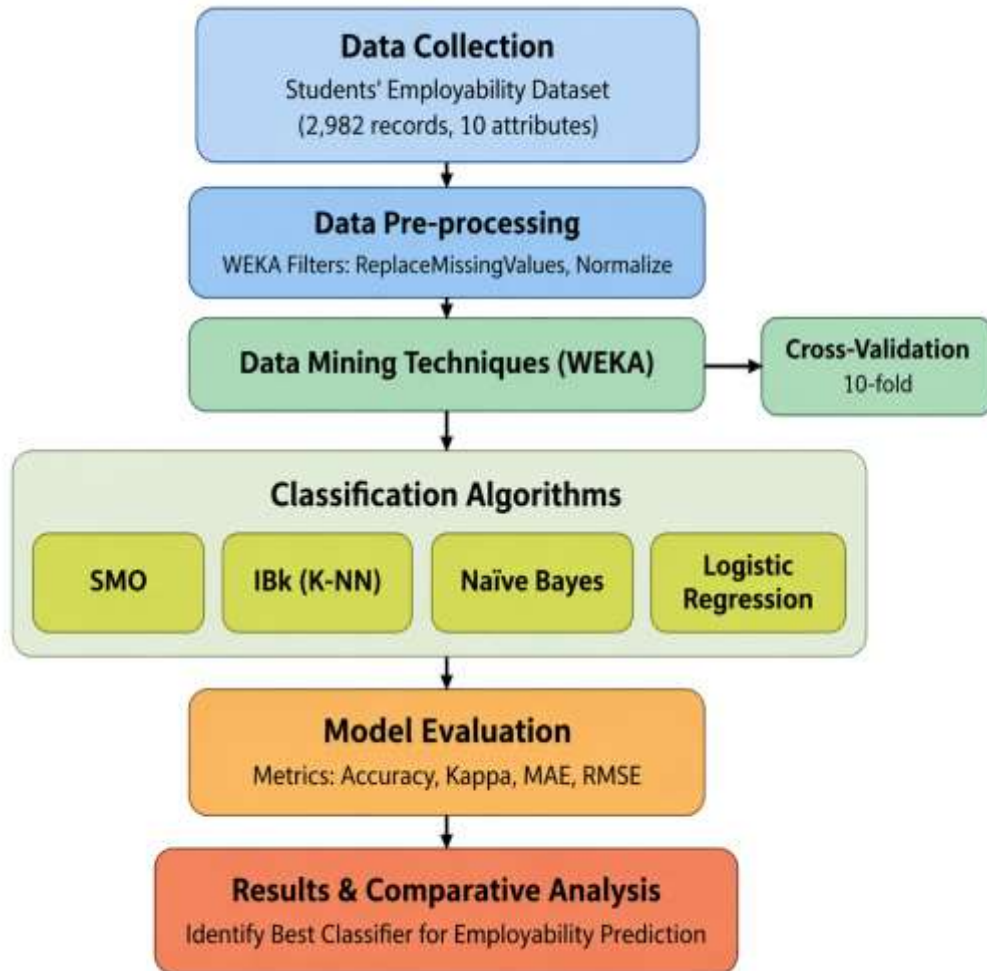 Data Collection
Students' Employability Dataset
(2,982 records, 10 attributes)
Data Pre-processing
WEKA Filters: ReplaceMissingValues, Normalize
Data Mining Techniques (WEKA)
Cross-Validation
10-fold
Classification Algorithms
SMO
IBk (K-NN)
Naïve Bayes
Logistic
Regression
Model Evaluation
Metrics: Accuracy, Kappa, MAE, RMSE
Results & Comparative Analysis
Identify Best Classifier for Employability Prediction